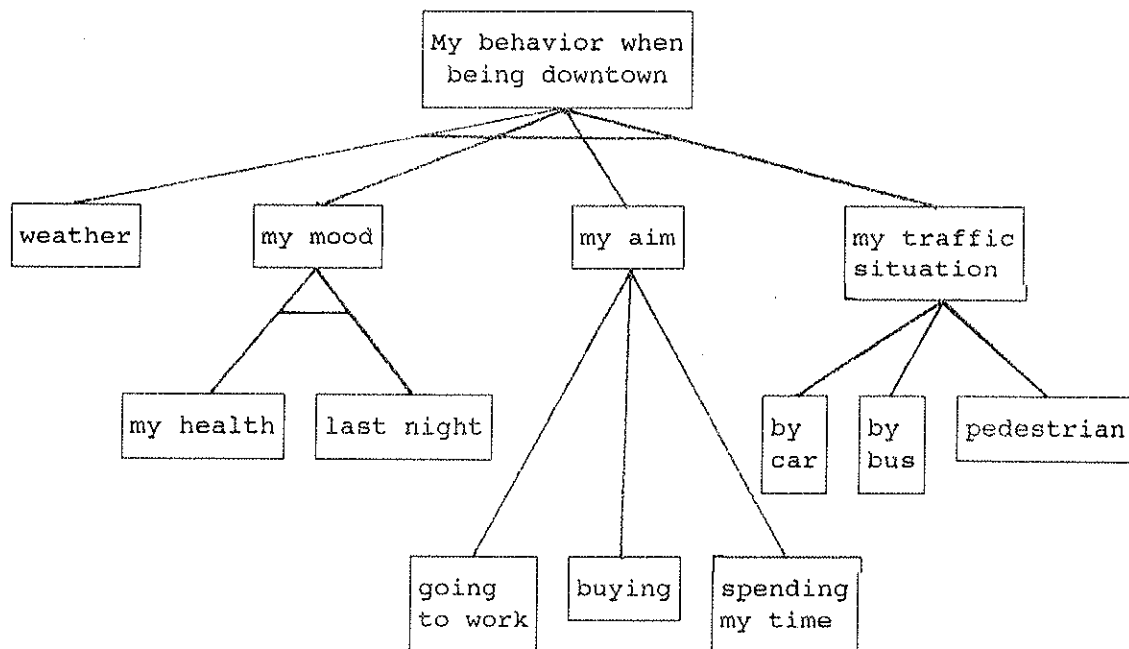 My behavior when
being downtown
weather
my mood
my aim
my traffic
situation
my health
last night
by
car
by
bus
pedestrian
going
to work
buying
spending
my time